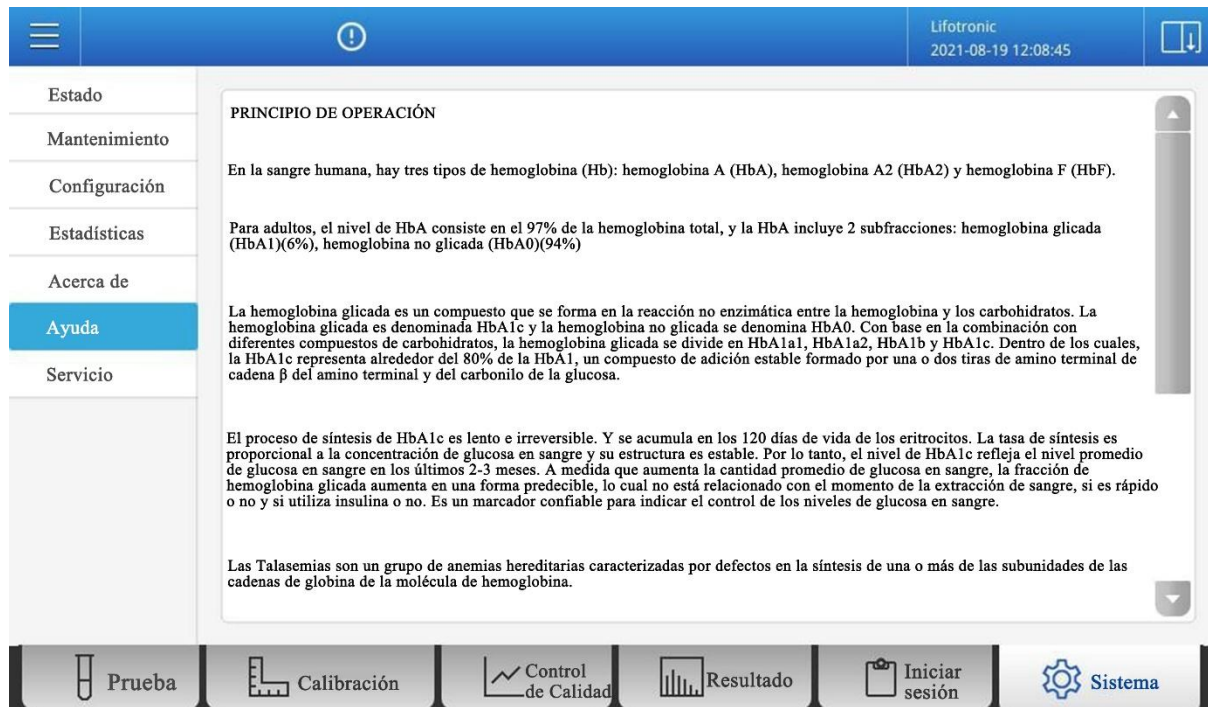 Lifotronic
2021-08-19 12:08:45
Estado
Mantenimiento
Configuración
Estadísticas
Acerca de
Ayuda
Servicio
PRINCIPIO DE OPERACIÓN
En la sangre humana, hay tres tipos de hemoglobina (Hb): hemoglobina A (HbA), hemoglobina A2 (HbA2) y hemoglobina F (HbF).
Para adultos, el nivel de HbA consiste en el 97% de la hemoglobina total, y la HbA incluye 2 subfracciones: hemoglobina glicada
(HbA1)(6%), hemoglobina no glicada (HbA0)(94%)
La hemoglobina glicada es un compuesto que se forma en la reacción no enzimática entre la hemoglobina y los carbohidratos. La
hemoglobina glicada es denominada HbA1c y la hemoglobina no glicada se denomina HbA0. Con base en la combinación con
diferentes compuestos de carbohidratos, la hemoglobina glicada se divide en HbA1a1, HbA1a2, HbA1b y HbA1c. Dentro de los cuales,
la HbA1c representa alrededor del 80% de la HbA1, un compuesto de adición estable formado por una o dos tiras de amino terminal de
cadena β del amino terminal y del carbonilo de la glucosa.
El proceso de síntesis de HbA1c es lento e irreversible. Y se acumula en los 120 días de vida de los eritrocitos. La tasa de síntesis es
proporcional a la concentración de glucosa en sangre y su estructura es estable. Por lo tanto, el nivel de HbA1c refleja el nivel promedio
de glucosa en sangre en los últimos 2-3 meses. A medida que aumenta la cantidad promedio de glucosa en sangre, la fracción de
hemoglobina glicada aumenta en una forma predecible, lo cual no está relacionado con el momento de la extracción de sangre, si es rápido
o no y si utiliza insulina o no. Es un marcador confiable para indicar el control de los niveles de glucosa en sangre.
Las Talasemias son un grupo de anemias hereditarias caracterizadas por defectos en la síntesis de una o más de las subunidades de las
cadenas de globina de la molécula de hemoglobina.
Prueba
Calibración
Control
de Calidad
Resultado
Iniciar
sesión
Sistema